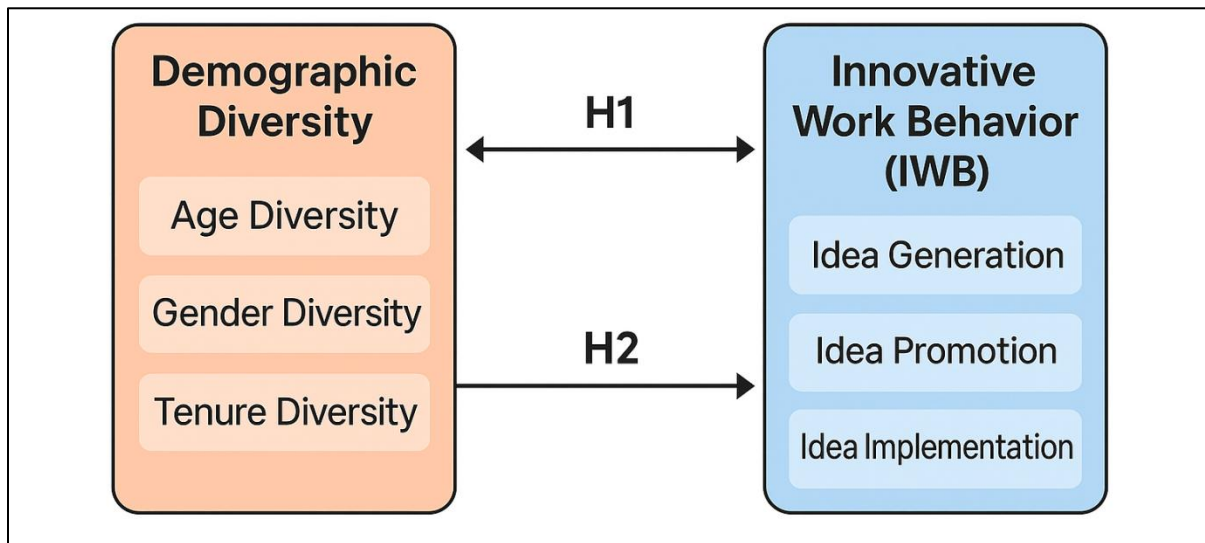 Demographic
Diversity
Age Diversity
Gender Diversity
Tenure Diversity
H1
H2
Innovative
Work Behavior
(IWB)
Idea Generation
Idea Promotion
Idea Implementation